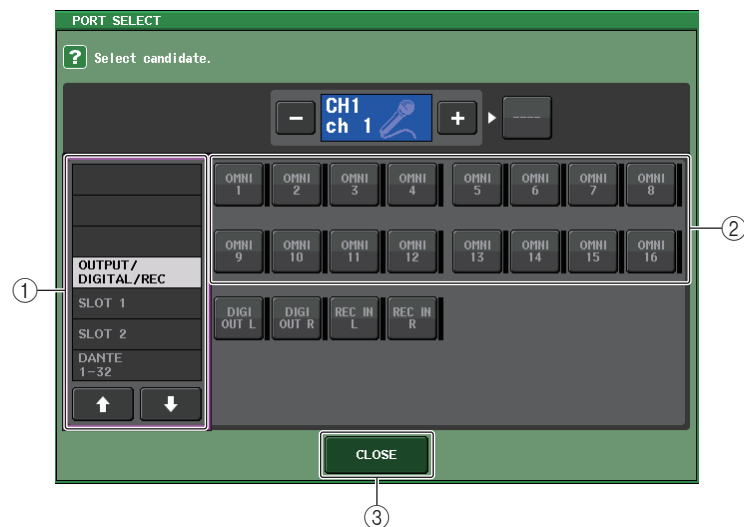 PORT SELECT
? Select candidate.
− CH1 +
ch 1
----
OUTPUT/
DIGITAL/REC
SLOT 1
SLOT 2
DANTE
1-32
OMNI 1 OMNI 2 OMNI 3 OMNI 4 OMNI 5 OMNI 6 OMNI 7 OMNI 8
OMNI 9 OMNI 10 OMNI 11 OMNI 12 OMNI 13 OMNI 14 OMNI 15 OMNI 16
DIGI OUT L DIGI OUT R REC IN L REC IN R
CLOSE
①
②
③